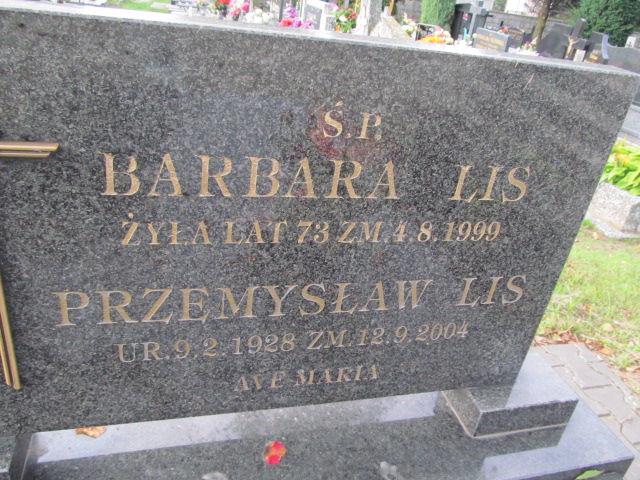 Ś.P.
BARBARA LIS
ŻYŁA LAT 73 ZM.4.8.1999
PRZEMYSŁAW LIS
UR.9.2.1928 ZM.12.9.2004
AVE MARIA